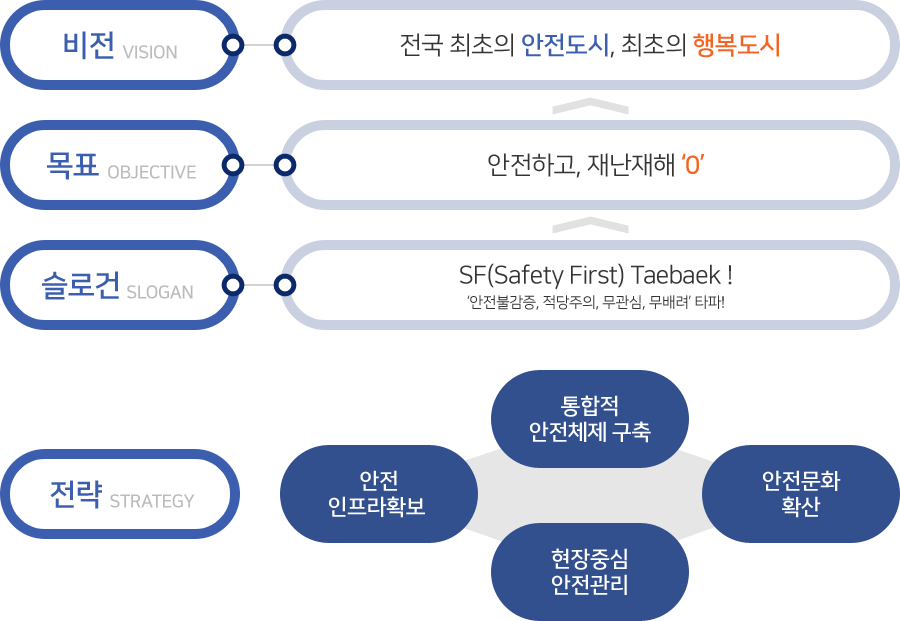 비전 VISION
전국 최초의 안전도시, 최초의 행복도시
목표 OBJECTIVE
안전하고, 재난재해 ‘0’
슬로건 SLOGAN
SF(Safety First) Taebaek !
‘안전불감증, 적당주의, 무관심, 무배려’ 타파!
전략 STRATEGY
통합적
안전체제 구축
안전
인프라확보
안전문화
확산
현장중심
안전관리